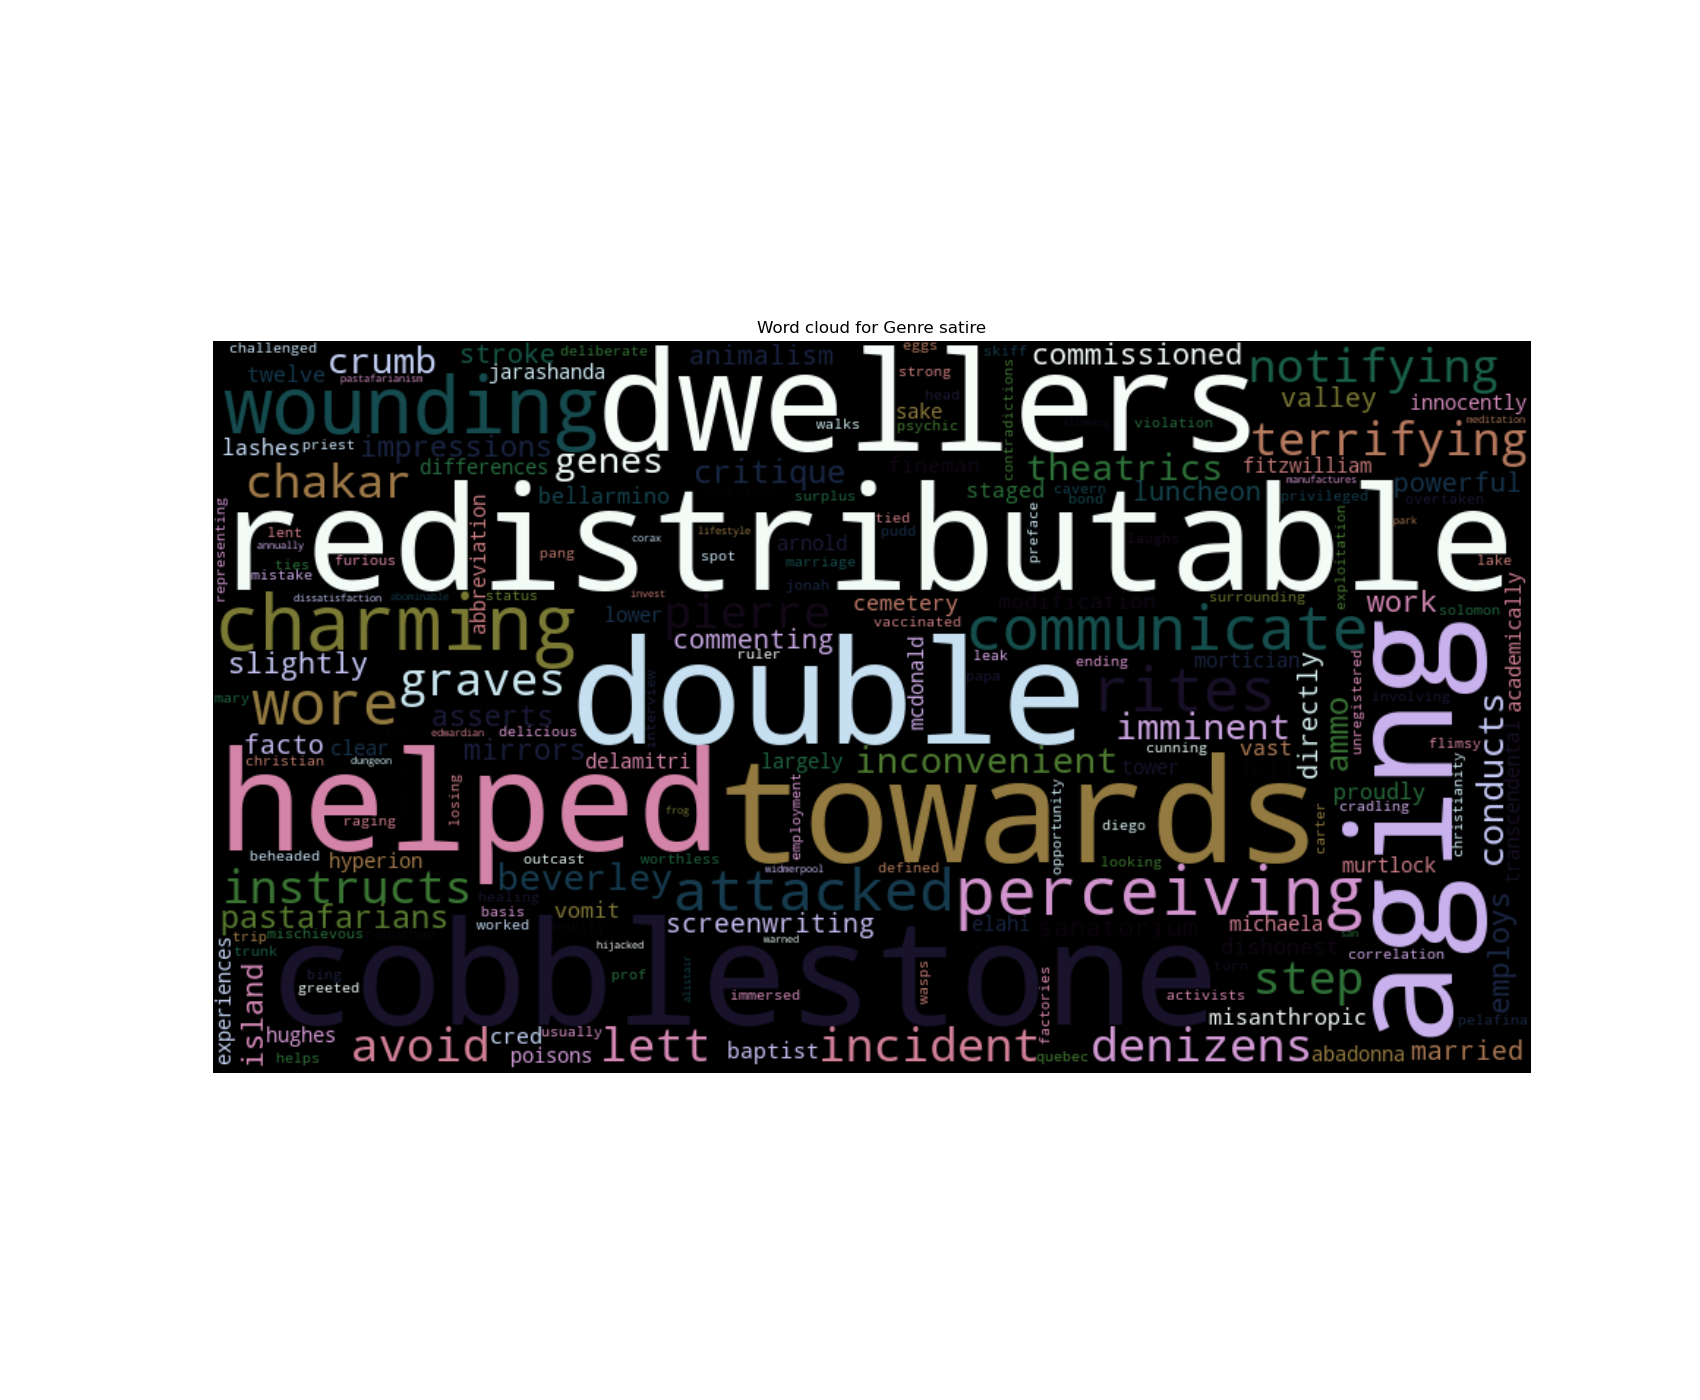 Word cloud for Genre satire
challenged
crumb
stroke
deliberate
animalism
eggs
skiff
commissioned
notifying
twelve
pastafarianism
jarashanda
dwellers
strong
contradictions
valley
innocently
wounding
head
sake
walks
psychic
violation
meditation
terrifying
lashes
priest
impressions
differences
genes
critique
fineman
theatrics
fitzwilliam
chakar
bellarmino
surplus
staged
cavern
bond
luncheon
manufactures
privileged
powerful
overtaken
representing
redistributable
abbreviation
lent
annually
ties
furious
mistake
pang
corax
lifestyle
spot
tied
pudd
arnold
marriage
preface
laughs
exploitation
park
lake
dissatisfaction
abominable
status
invest
jonah
charming
lower
pierre
cemetery
vaccinated
modification
surrounding
work
solomon
academically
communicate
commenting
ruler
slightly
graves
double
mcdonald
leak
papa
ending
mortician
directly
unregistered
involving
aging
mary
wore
asserts
interview
rites
edwardian
delicious
imminent
ammo
conducts
transcendental
facto
clear
mirrors
christian
dungeon
delamitri
largely
inconvenient
cunning
tower
vast
flimsy
helped
towards
losing
raging
frog
employment
opportunity
diego
carter
proudly
cradling
christianity
beheaded
hyperion
outcast
worthless
widmerpool
defined
looking
murtlock
instructs
beverley
attacked
perceiving
healing
employs
pastafarians
basis
worked
vomit
screenwriting
elahi
sanatorium
michaela
experiences
trip
mischievous
trunk
hijacked
warned
dishonest
correlation
cobblestone
bing
greeted
prof
alistair
immersed
wasps
factories
turn
activists
step
island
misanthropic
pelafina
hughes
helps
avoid
cred
usually
poisons
lett
baptist
incident
quebec
denizens
abadonna
married